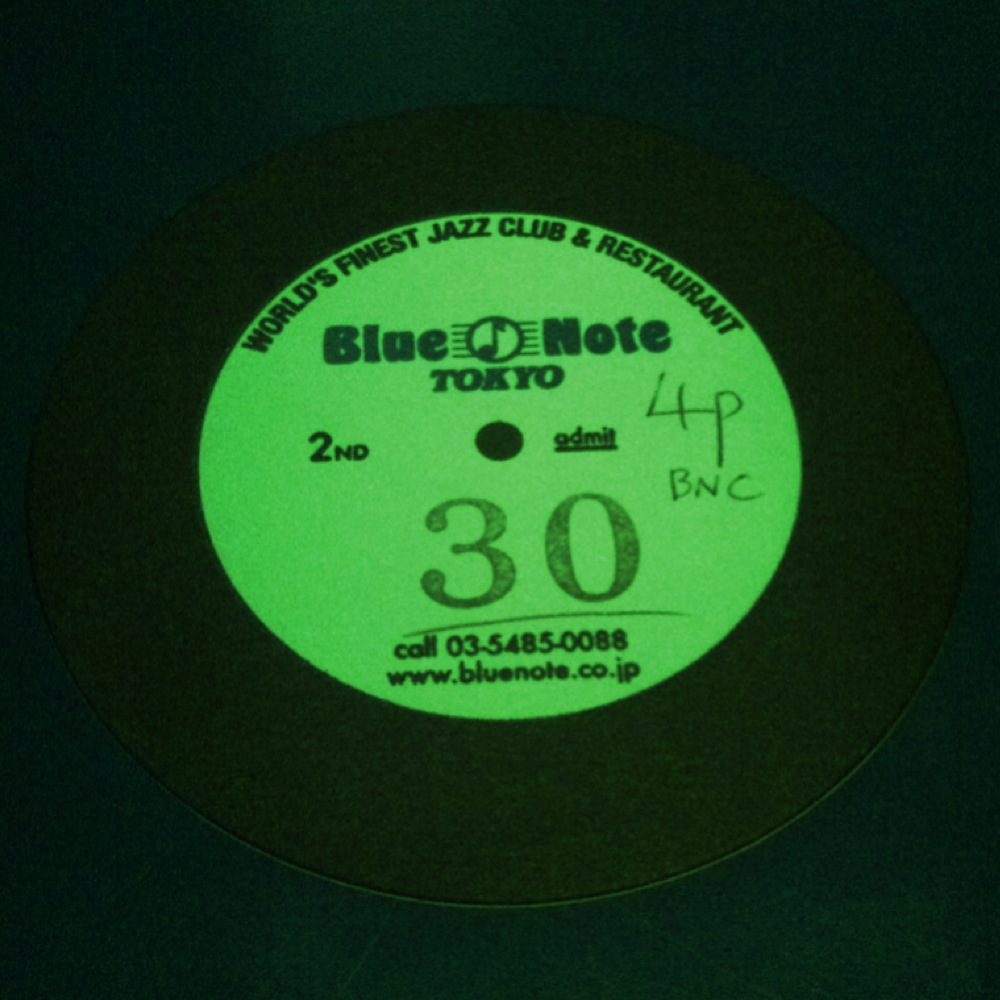 WORLD'S FINEST JAZZ CLUB & RESTAURANT
Blue Note
TOKYO
4p
2ND admit
BNC
30
call 03-5485-0088
www.bluenote.co.jp